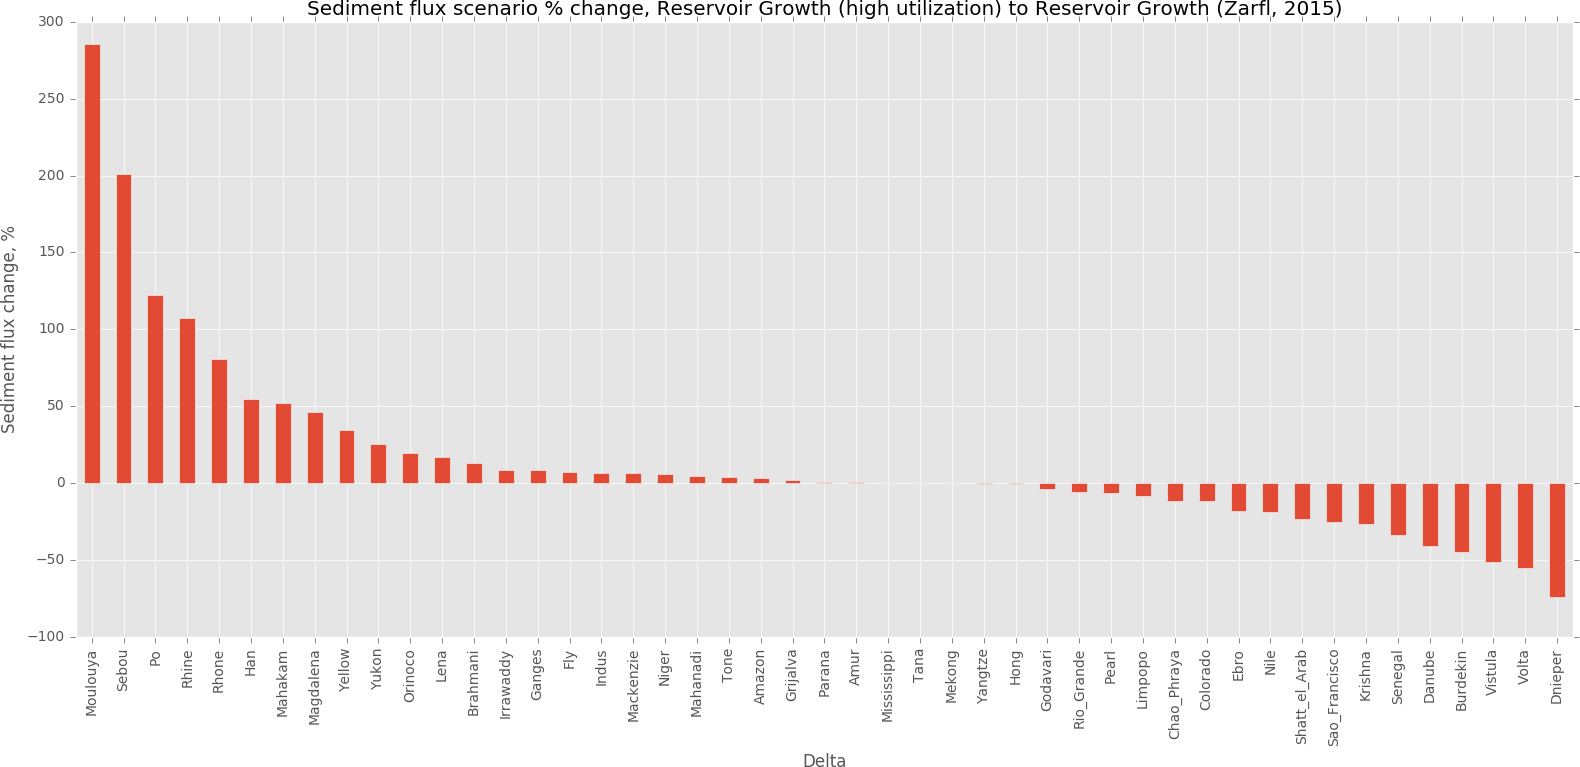 Sediment flux scenario % change, Reservoir Growth (high utilization) to Reservoir Growth (Zarfl, 2015)
Sediment flux change, %
300
250
200
150
100
50
0
−50
−100
Moulouya
Sebou
Po
Rhine
Rhone
Han
Mahakam
Magdalena
Yellow
Yukon
Orinoco
Lena
Brahmani
Irrawaddy
Ganges
Fly
Indus
Mackenzie
Niger
Mahanadi
Tone
Amazon
Grijalva
Parana
Amur
Mississippi
Tana
Mekong
Yangtze
Hong
Godavari
Rio_Grande
Pearl
Limpopo
Chao_Phraya
Colorado
Ebro
Nile
Shatt_el_Arab
Sao_Francisco
Krishna
Senegal
Danube
Burdekin
Vistula
Volta
Dnieper
Delta